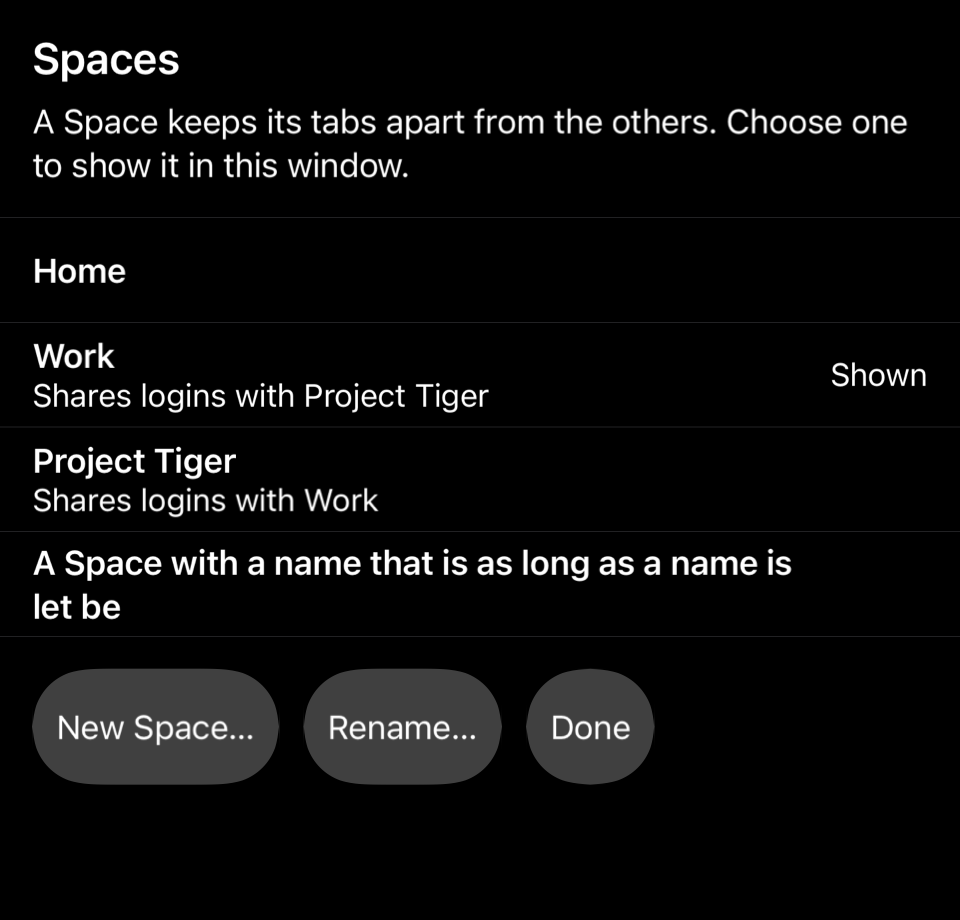 Spaces
A Space keeps its tabs apart from the others. Choose one
to show it in this window.
Home
Work
Shares logins with Project Tiger
Shown
Project Tiger
Shares logins with Work
A Space with a name that is as long as a name is
let be
New Space...
Rename...
Done